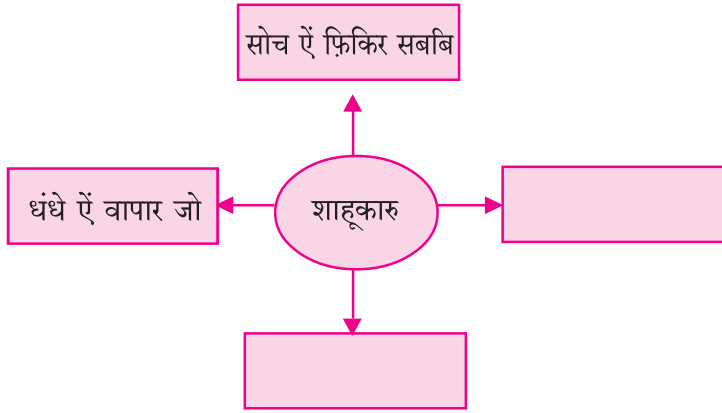 सोच ऐं फ़िकिर सबबि
धंधे ऐं वापार जो
शाहूकारु